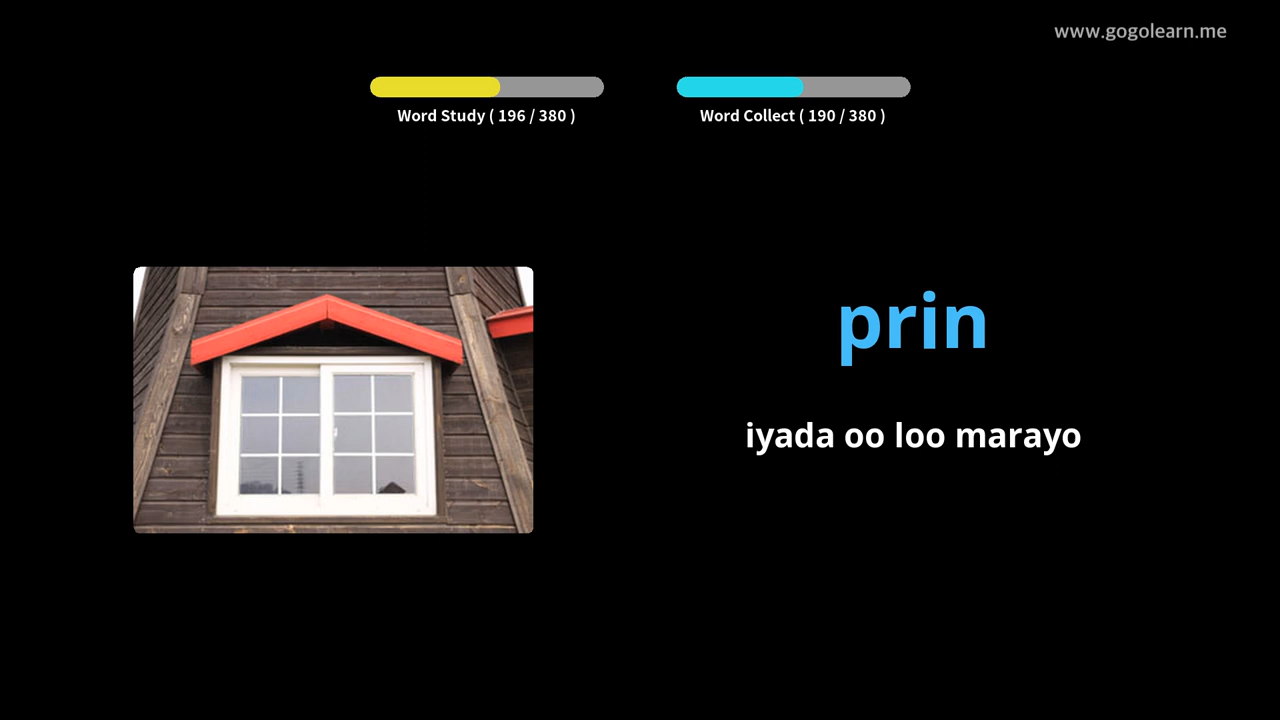 www.gogolearn.me
Word Study ( 196 / 380 )
Word Collect ( 190 / 380 )
prin
iyada oo loo marayo